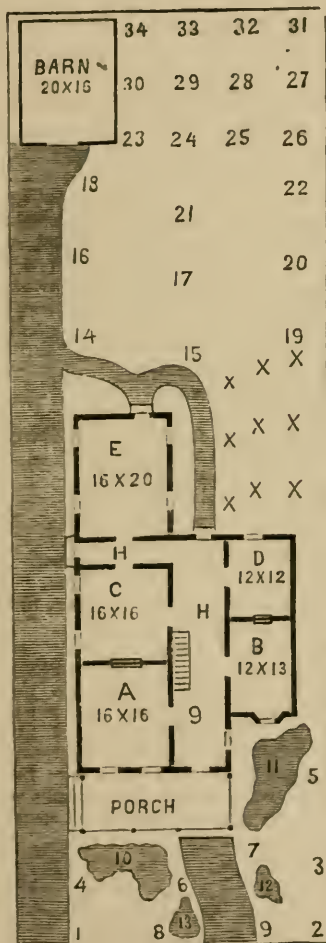 34 33 32 31
BARN
20X16
30 29 28 27
23 24 25 26
18 22
21
16 20
17
14 15 19
X X X
X X X
X X X
E
16X20
H
D
12X12
C
16X16
H
B
12X13
A
16X16
9
11 5
PORCH
10 7 3
4 6 12
1 8 13 9 2